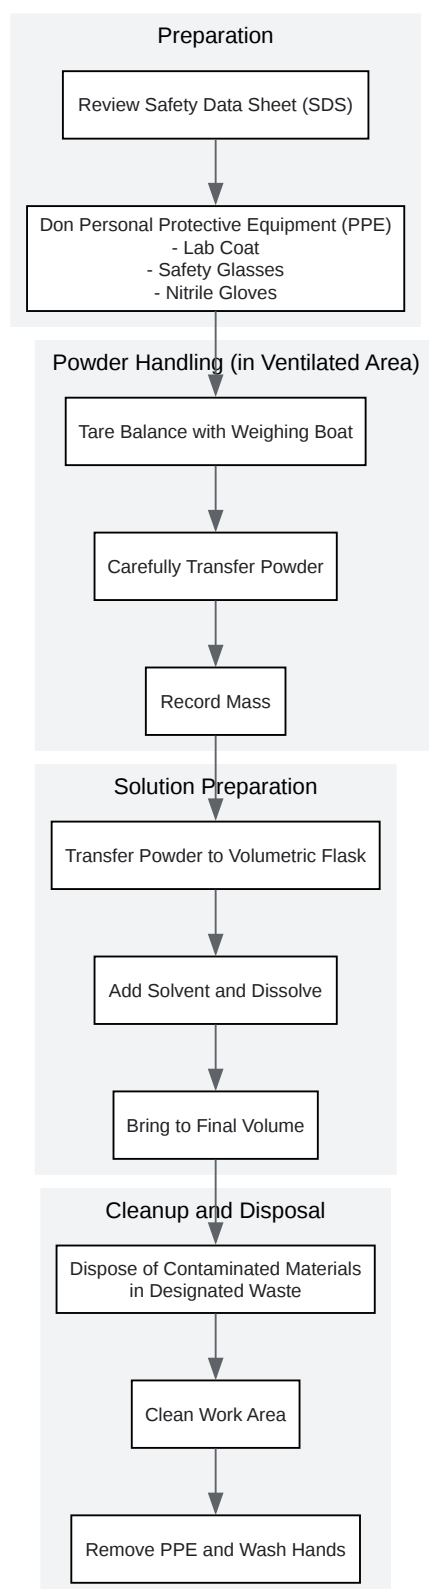 Preparation
Review Safety Data Sheet (SDS)
Don Personal Protective Equipment (PPE)
- Lab Coat
- Safety Glasses
- Nitrile Gloves
Powder Handling (in Ventilated Area)
Tare Balance with Weighing Boat
Carefully Transfer Powder
Record Mass
Solution Preparation
Transfer Powder to Volumetric Flask
Add Solvent and Dissolve
Bring to Final Volume
Cleanup and Disposal
Dispose of Contaminated Materials
in Designated Waste
Clean Work Area
Remove PPE and Wash Hands